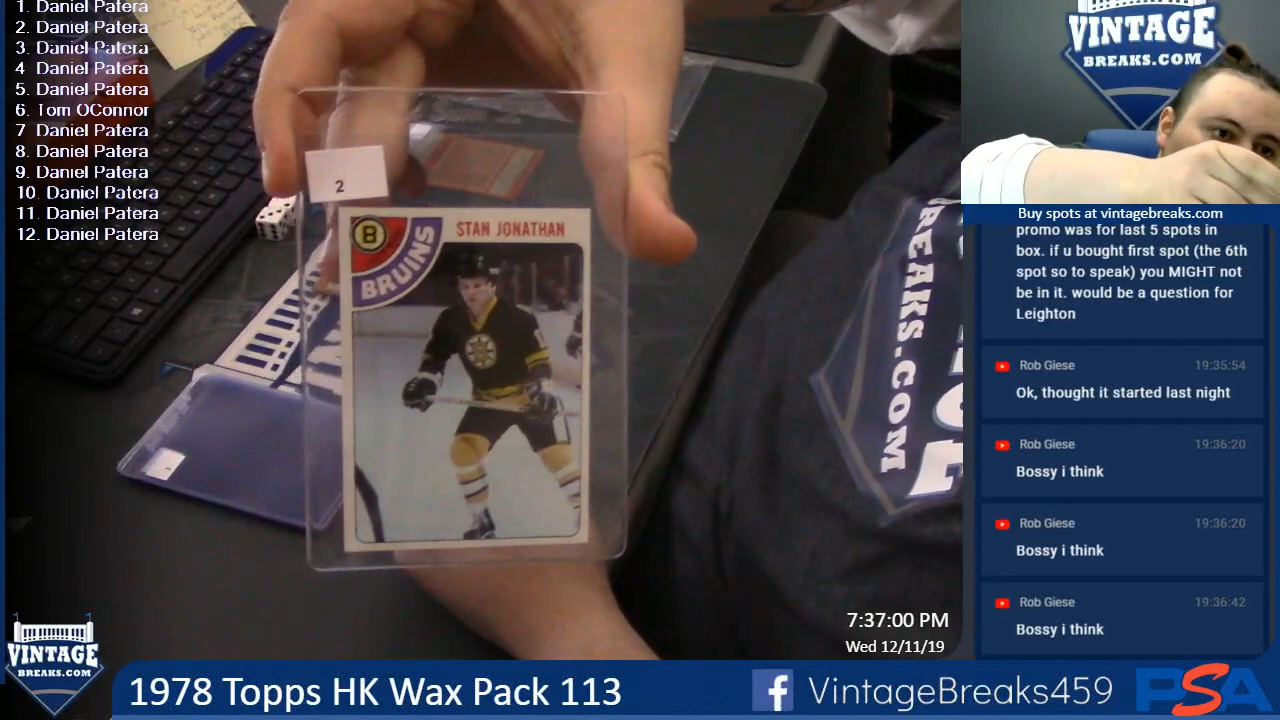 1. Daniel Patera
2. Daniel Patera
3. Daniel Patera
4 Daniel Patera
5. Daniel Patera
6. Tom OConnor
7 Daniel Patera
8. Daniel Patera
9. Daniel Patera
10. Daniel Patera
11. Daniel Patera
12. Daniel Patera
2
STAN JONATHAN
B
BRUINS
REAKS.COM
VINTAGE
BREAKS.COM
Buy spots at vintagebreaks.com
promo was for last 5 spots in
box. if u bought first spot (the 6th
spot so to speak) you MIGHT not
be in it. would be a question for
Leighton
Rob Giese 19:35:54
Ok, thought it started last night
Rob Giese 19:36:20
Bossy i think
Rob Giese 19:36:20
Bossy i think
Rob Giese 19:36:42
Bossy i think
7:37:00 PM
Wed 12/11/19
VINTAGE
BREAKS.COM
1978 Topps HK Wax Pack 113
f VintageBreaks459
PSA